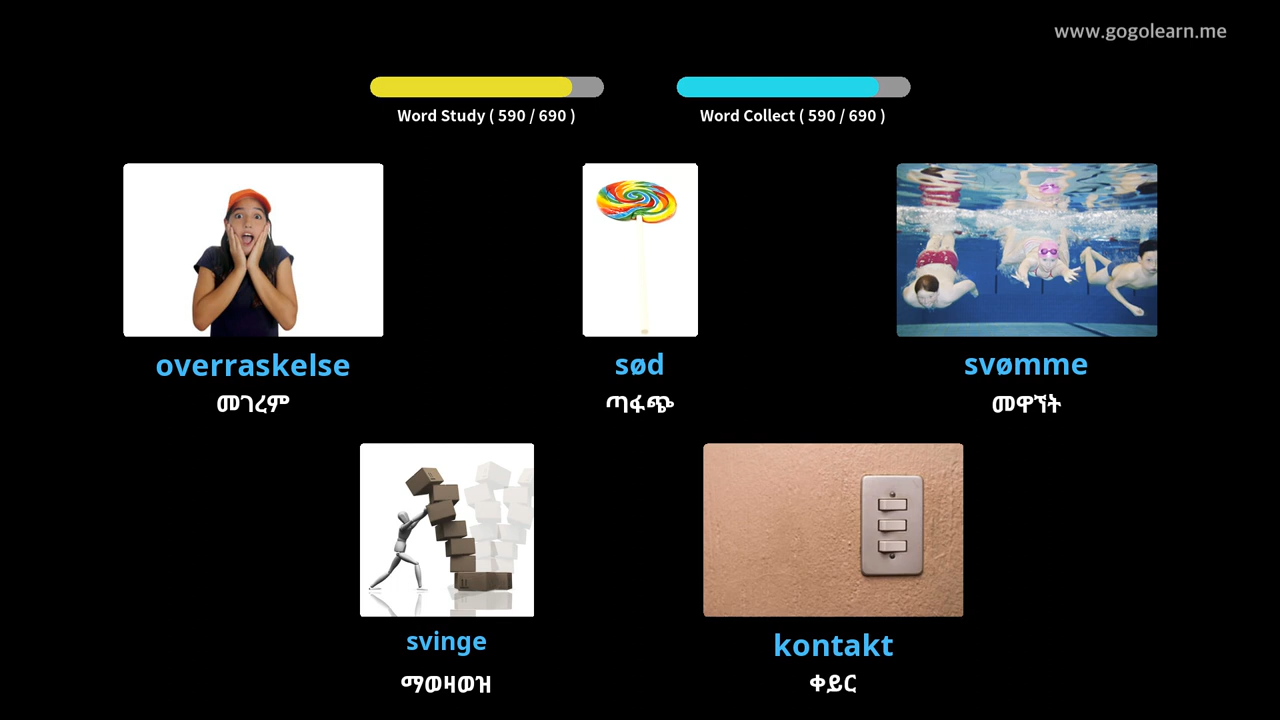 www.gogolearn.me
Word Study ( 590 / 690 )
Word Collect ( 590 / 690 )
overraskelse
መገረም
sød
ጣፋጭ
svømme
መዋኘት
svinge
ማወዛወዝ
kontakt
ቀይር